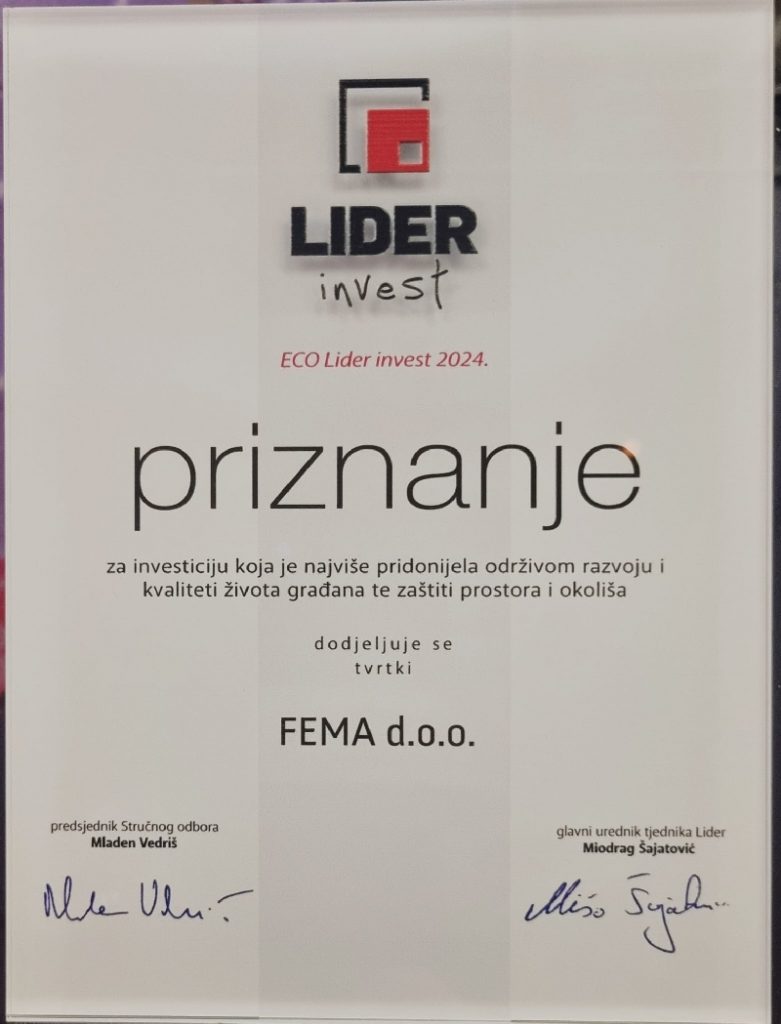 LIDER
invest
ECO Lider invest 2024.
priznanje
za investiciju koja je najviše pridonijela održivom razvoju i
kvaliteti života građana te zaštiti prostora i okoliša
dodjeljuje se
tvrtki
FEMA d.o.o.
predsjednik Stručnog odbora
Mladen Vedriš
glavni urednik tjednika Lider
Miodrag Šajatović